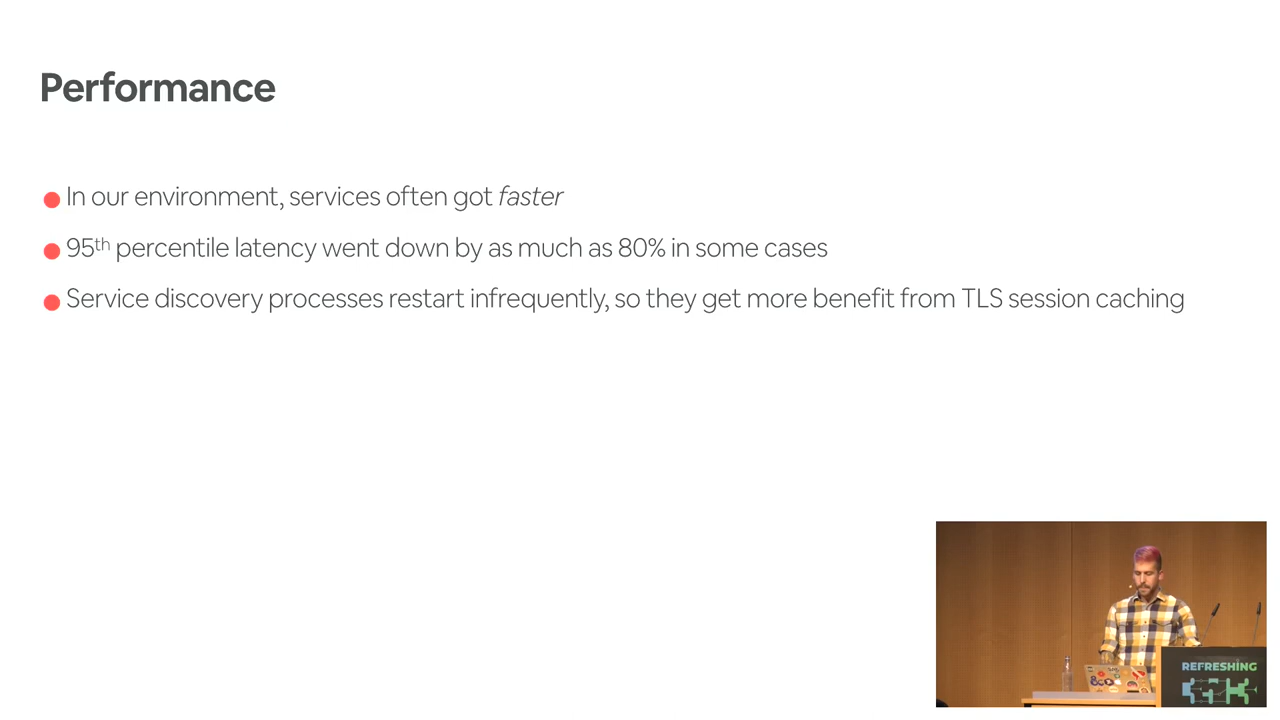 Performance
In our environment, services often got faster
95th percentile latency went down by as much as 80% in some cases
Service discovery processes restart infrequently, so they get more benefit from TLS session caching
REFRESHING